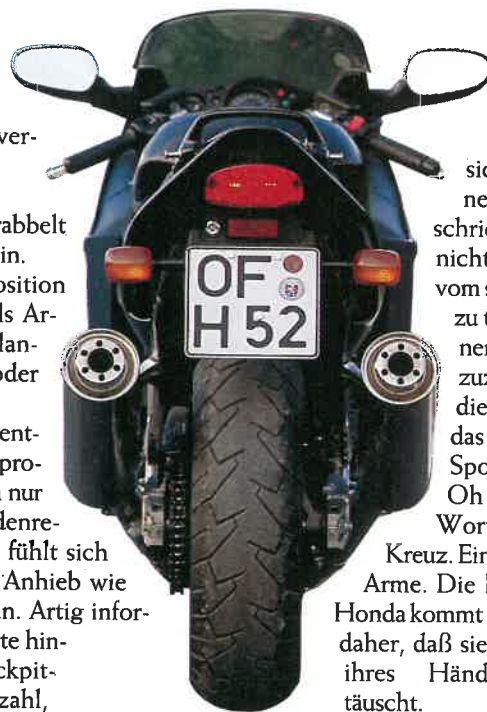 ver-
rabbelt
in.
osition
ls Ar-
lan-
oder
ent-
pro-
nur
denre-
fühlt sich
Anhieb wie
n. Artig infor-
te hin-
ckpit-
zahl,
OF
H 52
sic
ne
schrie
nicht
vom s
zu t
ner
zuz
die
das
Spo
Oh
Wor
Kreuz. Ein
Arme. Die
Honda kommt
daher, daß sie
ihres Händ
täuscht.